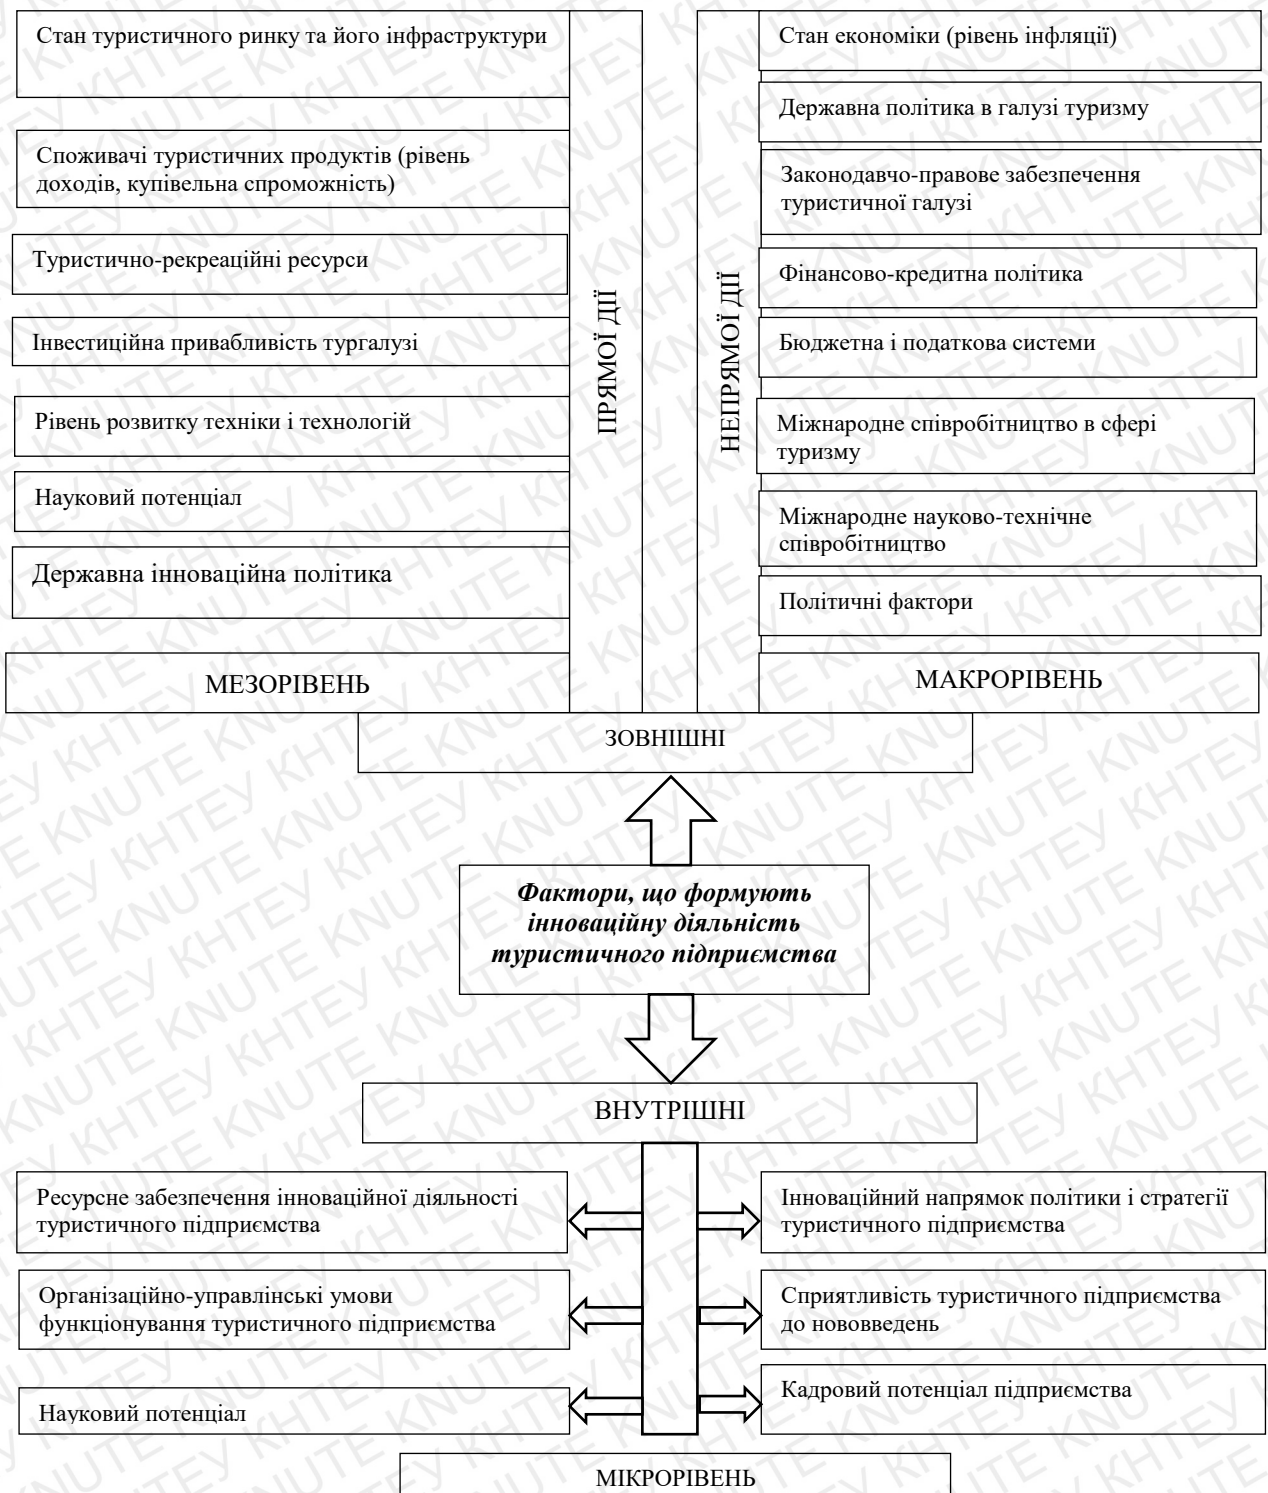 Стан туристичного ринку та його інфраструктури
Споживачі туристичних продуктів (рівень
доходів, купівельна спроможність)
Туристично-рекреаційні ресурси
Інвестиційна привабливість тургалузі
Рівень розвитку техніки і технологій
Науковий потенціал
Державна інноваційна політика
МЕЗОРІВЕНЬ
ПРЯМОЇ ДІЇ
НЕПРЯМОЇ ДІЇ
Стан економіки (рівень інфляції)
Державна політика в галузі туризму
Законодавчо-правове забезпечення
туристичної галузі
Фінансово-кредитна політика
Бюджетна і податкова системи
Міжнародне співробітництво в сфері
туризму
Міжнародне науково-технічне
співробітництво
Політичні фактори
МАКРОРІВЕНЬ
ЗОВНІШНІ
Фактори, що формують
інноваційну діяльність
туристичного підприємства
ВНУТРІШНІ
Ресурсне забезпечення інноваційної діяльності
туристичного підприємства
Організаційно-управлінські умови
функціонування туристичного підприємства
Науковий потенціал
Інноваційний напрямок політики і стратегії
туристичного підприємства
Сприятливість туристичного підприємства
до нововведень
Кадровий потенціал підприємства
МІКРОРІВЕНЬ